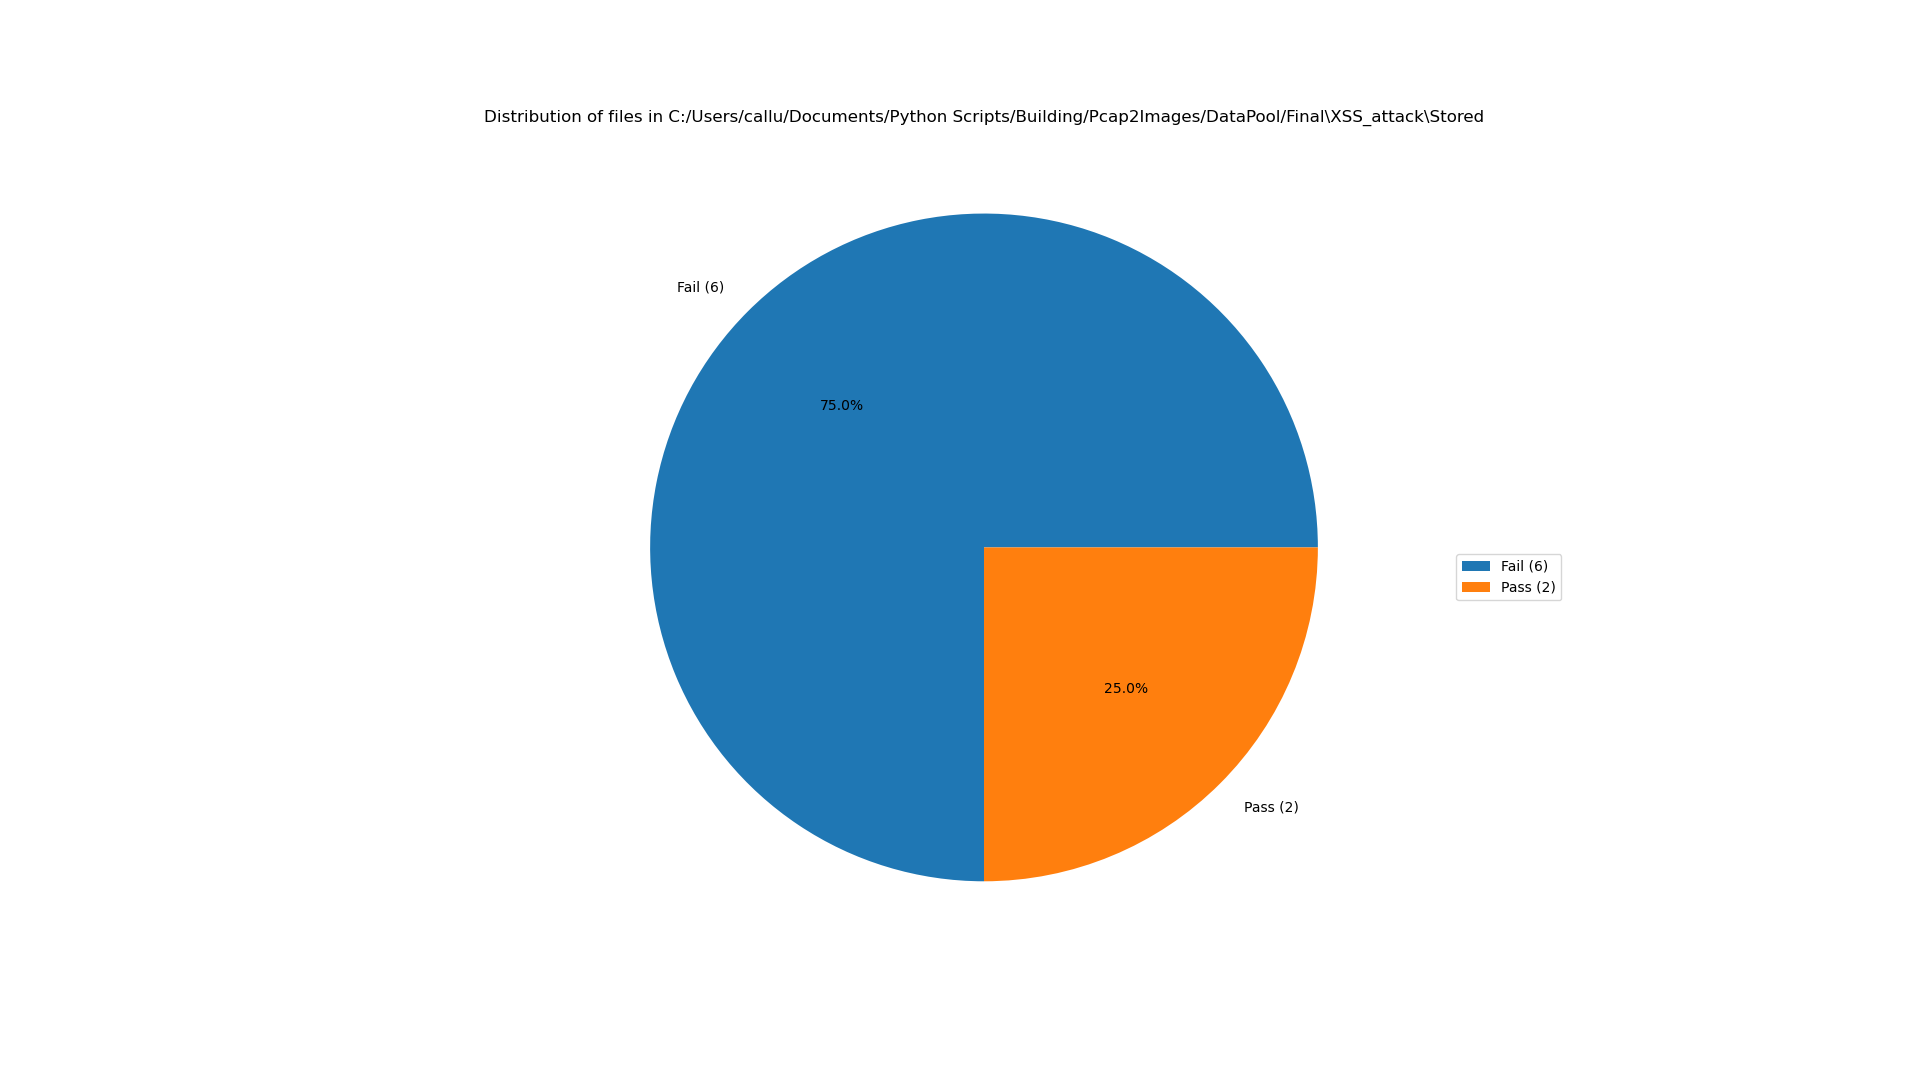 Distribution of files in C:/Users/callu/Documents/Python Scripts/Building/Pcap2Images/DataPool/Final\XSS_attack\Stored
Fail (6)
75.0%
Fail (6)
Pass (2)
25.0%
Pass (2)